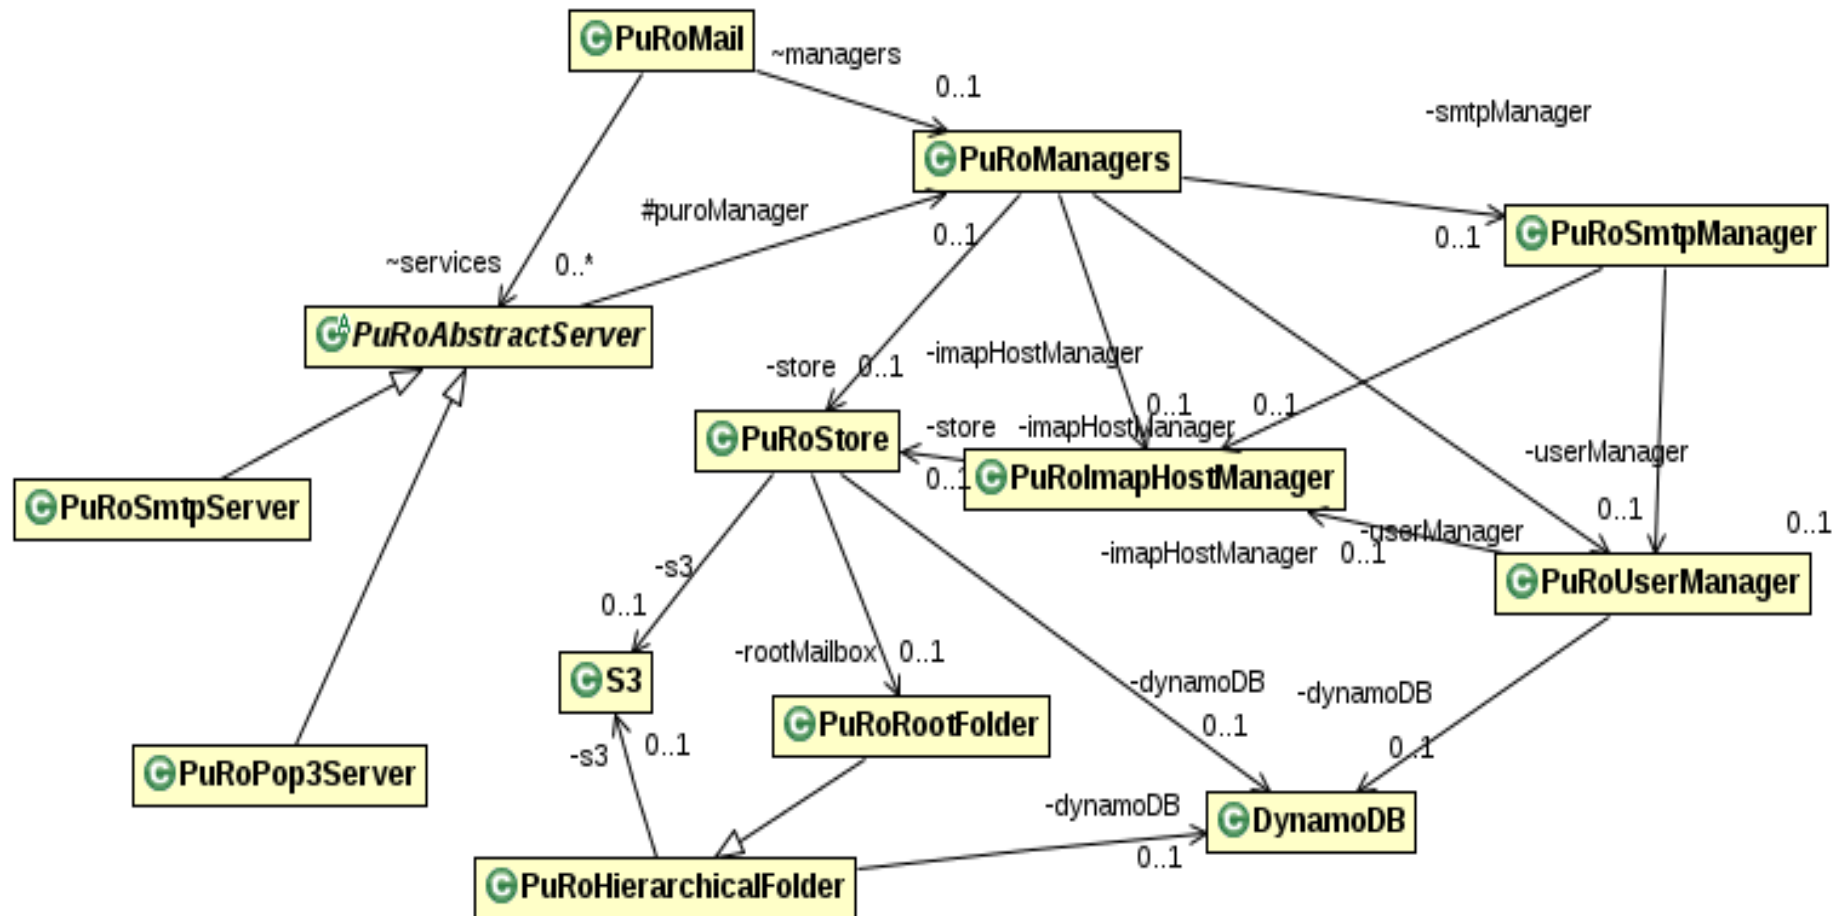 PuRoMail
~managers
0..1
-smtpManager
PuRoManagers
#puroManager
0..1
PuRoSmtpManager
0..1
~services
0..*
PuRoAbstractServer
-store
0..1
-imapHostManager
0..1
0..1
PuRoStore
-store
-imapHostManager
0..1
PuRoImapHostManager
-userManager
PuRoSmtpServer
0..1
0..1
-userManager
-imapHostManager
0..1
-s3
PuRoUserManager
0..1
-rootMailbox
0..1
S3
-dynamoDB
-dynamoDB
PuRoRootFolder
0..1
-s3
0..1
0..1
PuRoPop3Server
-dynamoDB
DynamoDB
0..1
PuRoHierarchicalFolder